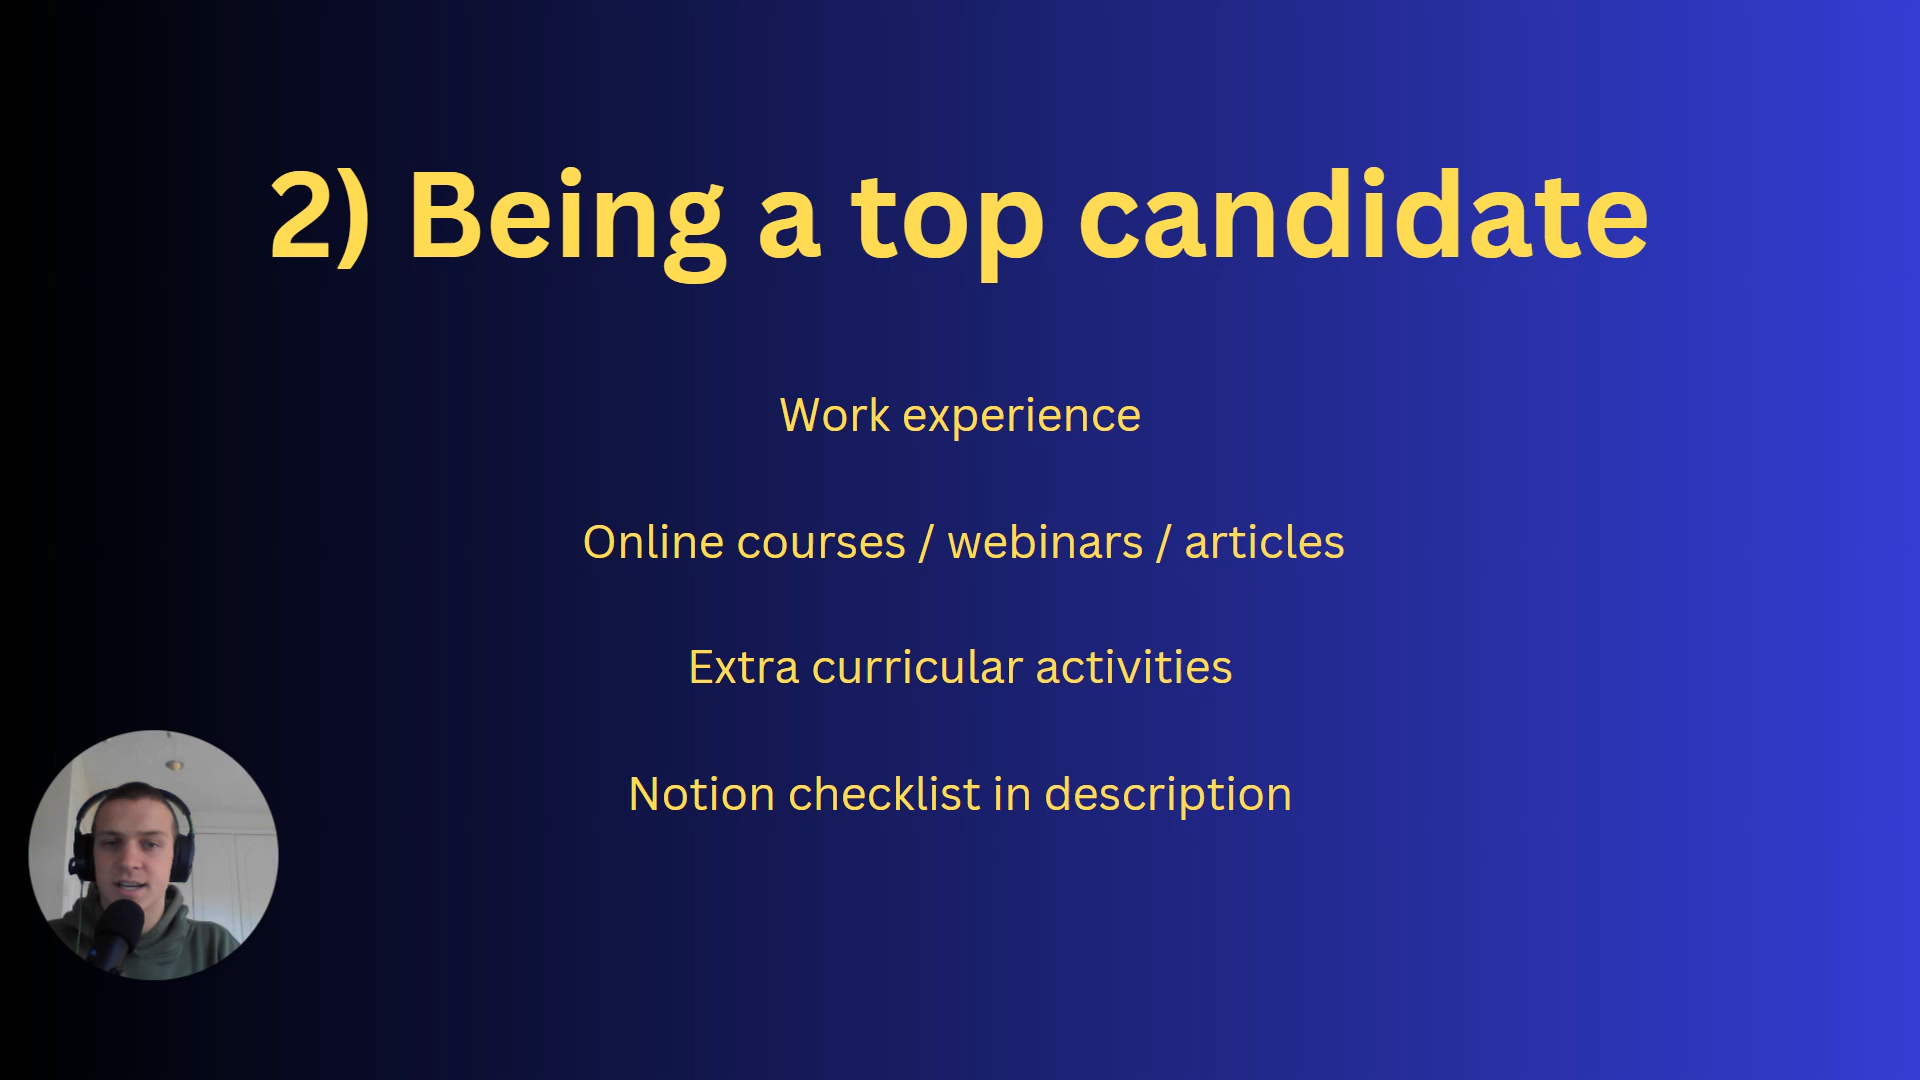 2) Being a top candidate
Work experience
Online courses / webinars / articles
Extra curricular activities
Notion checklist in description